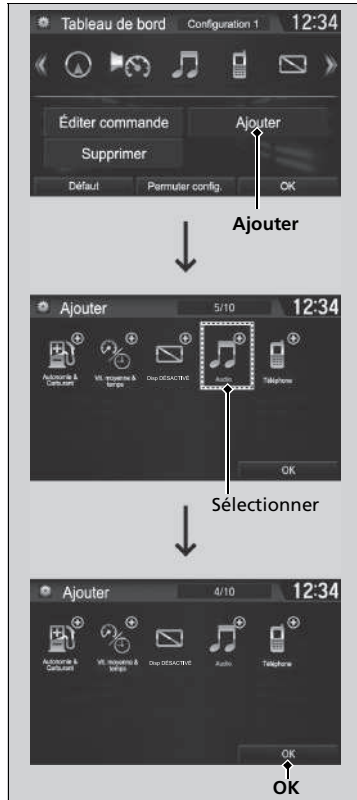 Tableau de bord Configuration 1 12:34
Éditer commande Ajouter
Supprimer
Défaut Permuter config. OK
Ajouter
Ajouter 5/10 12:34
Autonomie & Carburant
Vit. moyenne & temps
Disp DÉSACTIVÉ
Audio
Téléphone
OK
Sélectionner
Ajouter 4/10 12:34
Autonomie & Carburant
Vit. moyenne & temps
Disp DÉSACTIVÉ
Audio
Téléphone
OK
OK